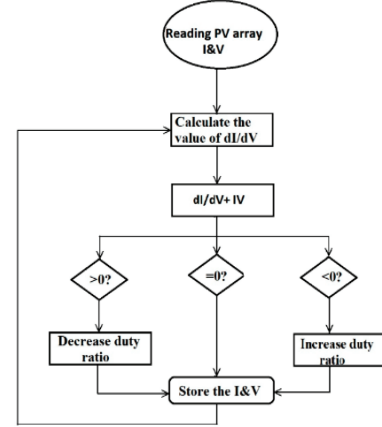 Reading PV array
I&V
Calculate the
value of dI/dV
dI/dV+ IV
>0?
=0?
<0?
Decrease duty
ratio
Increase duty
ratio
Store the I&V